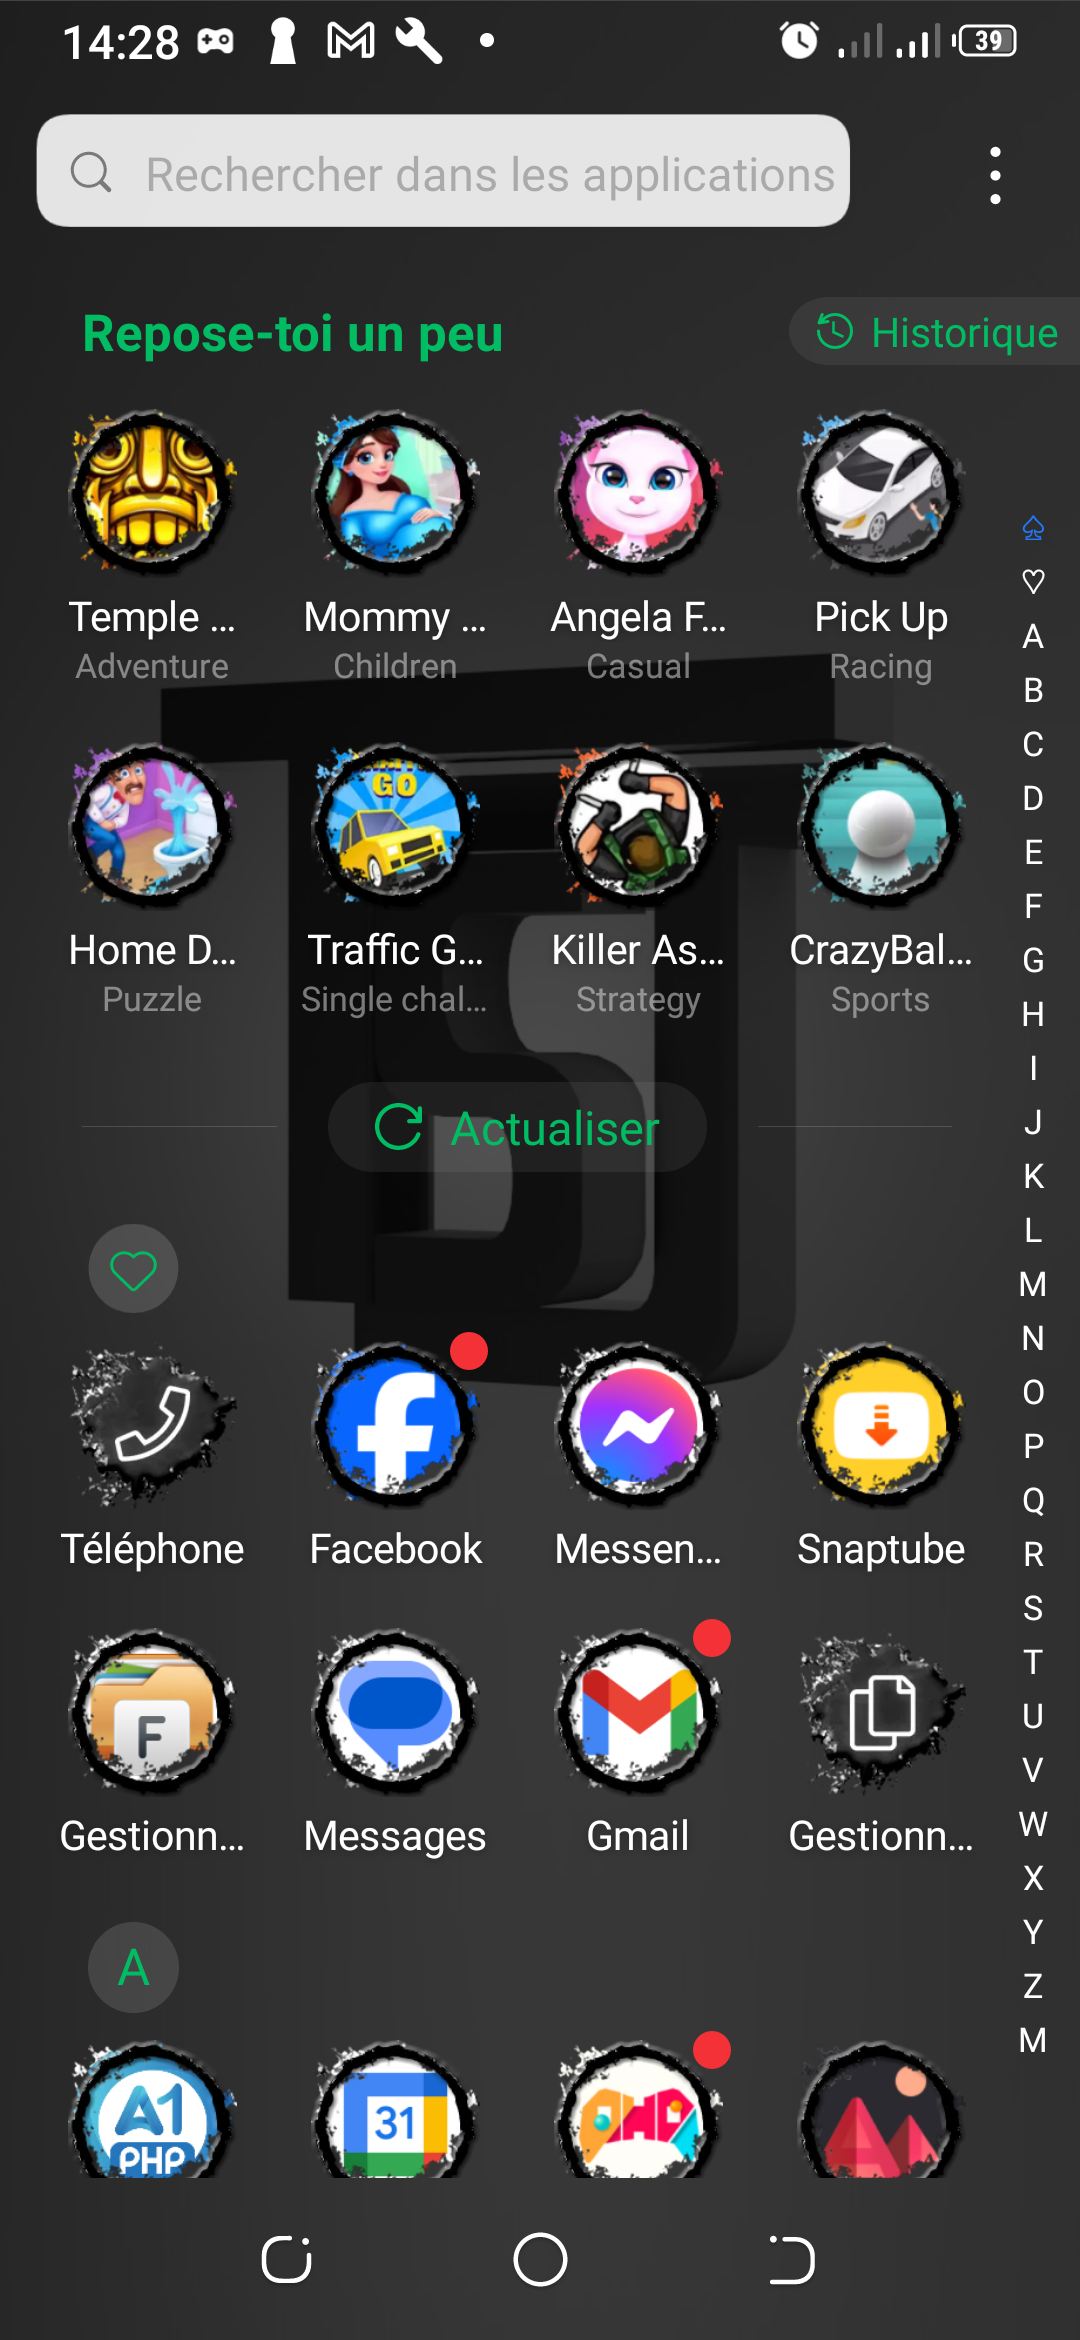 14:28
39
Rechercher dans les applications
Repose-toi un peu
Historique
Temple ... Mommy ... Angela F... Pick Up
Adventure Children Casual Racing
GO
Home D... Traffic G... Killer As... CrazyBal...
Puzzle Single chal... Strategy Sports
Actualiser
Téléphone Facebook Messen... Snaptube
F
Gestionn... Messages Gmail Gestionn...
A
A1 PHP
31
♤
♡
A
B
C
D
E
F
G
H
I
J
K
L
M
N
O
P
Q
R
S
T
U
V
W
X
Y
Z
M